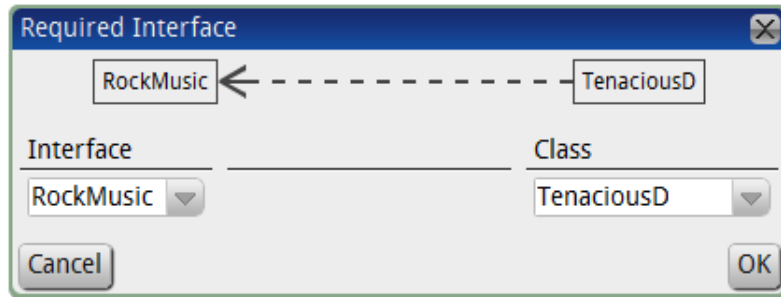 Required Interface
RockMusic TenaciousD
Interface Class
RockMusic TenaciousD
Cancel OK